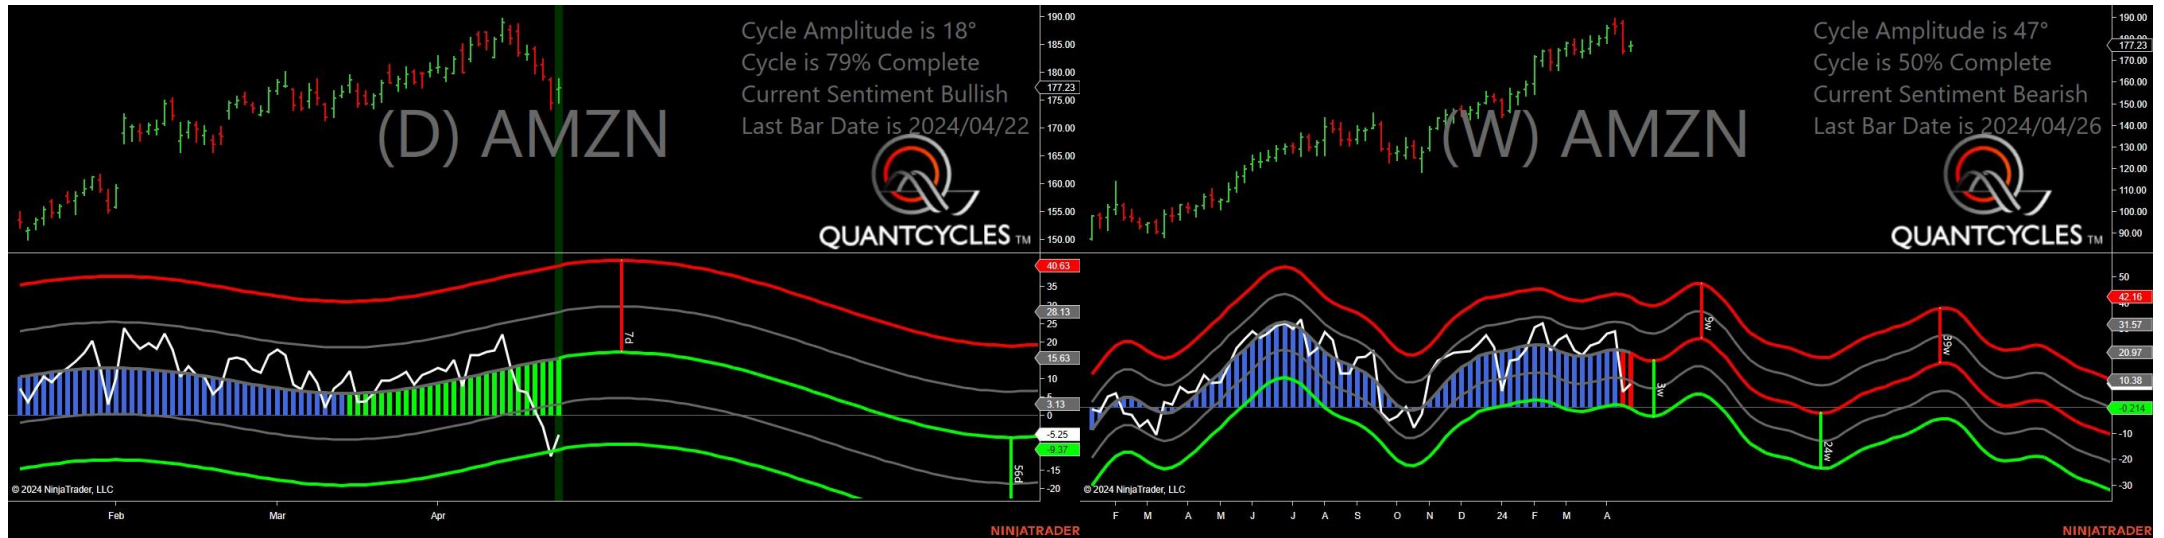 Cycle Amplitude is 18°
Cycle is 79% Complete
Current Sentiment Bullish
Last Bar Date is 2024/04/22
(D) AMZN
QUANTCYCLES TM
190.00
185.00
180.00
177.23
175.00
170.00
165.00
160.00
155.00
150.00
40.63
35
28.13
25
20
15.63
10
3.13
0
-5.25
-9.37
-15
-20
7d
56d
© 2024 NinjaTrader, LLC
Feb Mar Apr
NINJATRADER
Cycle Amplitude is 47°
Cycle is 50% Complete
Current Sentiment Bearish
Last Bar Date is 2024/04/26
(W) AMZN
QUANTCYCLES TM
190.00
177.23
170.00
160.00
150.00
140.00
130.00
120.00
110.00
100.00
90.00
50
42.16
31.57
20.97
10.38
-0.214
-10
-20
-30
3w
9w
24w
39w
© 2024 NinjaTrader, LLC
F M A M J J A S O N D 24 F M A
NINJATRADER